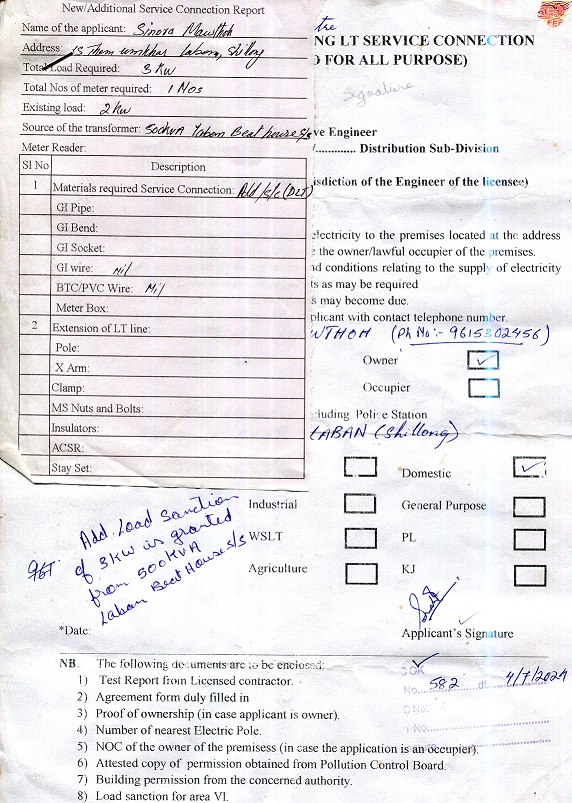 New/Additional Service Connection Report
Name of the applicant: Sinora Mawthoh
Address:
Laban, Shillong
Total Load Required: 3 KW
Total Nos of meter required: 1 Nos
Existing load: 2 KW
Source of the transformer: Laban Beat house S/s
Meter Reader:
Sl No Description
1 Materials required Service Connection: Add S/C (DLT)
GI Pipe:
GI Bend:
GI Socket:
GI wire: Nil
BTC/PVC Wire: Nil
Meter Box:
2 Extension of LT line:
Pole:
X Arm:
Clamp:
MS Nuts and Bolts:
Insulators:
ACSR:
Stay Set:
NG LT SERVICE CONNECTION
FOR ALL PURPOSE)
Signature
ve Engineer
/............. Distribution Sub-Division
isdiction of the Engineer of the licensee)
electricity to the premises located at the address
e the owner/lawful occupier of the premises.
nd conditions relating to the supply of electricity
ts as may be required
s may become due.
plicant with contact telephone number.
WTHOH (Ph No:- 9615302456)
Owner
Occupier
cluding Police Station
LABAN (Shillong)
Domestic
Industrial General Purpose
WSLT PL
Agriculture KJ
Add. Load Sanction
of 3KW is granted
from 500KVA
Laban Beat House S/S
*Date: Applicant's Signature
NB. The following documents are to be enclosed:
1) Test Report from Licensed contractor.
2) Agreement form duly filled in
3) Proof of ownership (in case applicant is owner).
4) Number of nearest Electric Pole.
5) NOC of the owner of the premisess (in case the application is an occupier).
6) Attested copy of permission obtained from Pollution Control Board.
7) Building permission from the concerned authority.
8) Load sanction for area VI.
No. 582 dt 4/7/2024